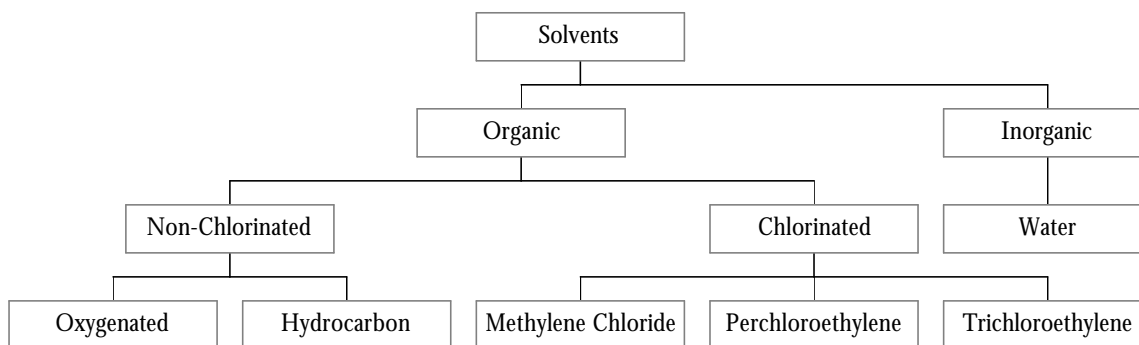 Solvents
Organic
Inorganic
Non-Chlorinated
Chlorinated
Water
Oxygenated
Hydrocarbon
Methylene Chloride
Perchloroethylene
Trichloroethylene